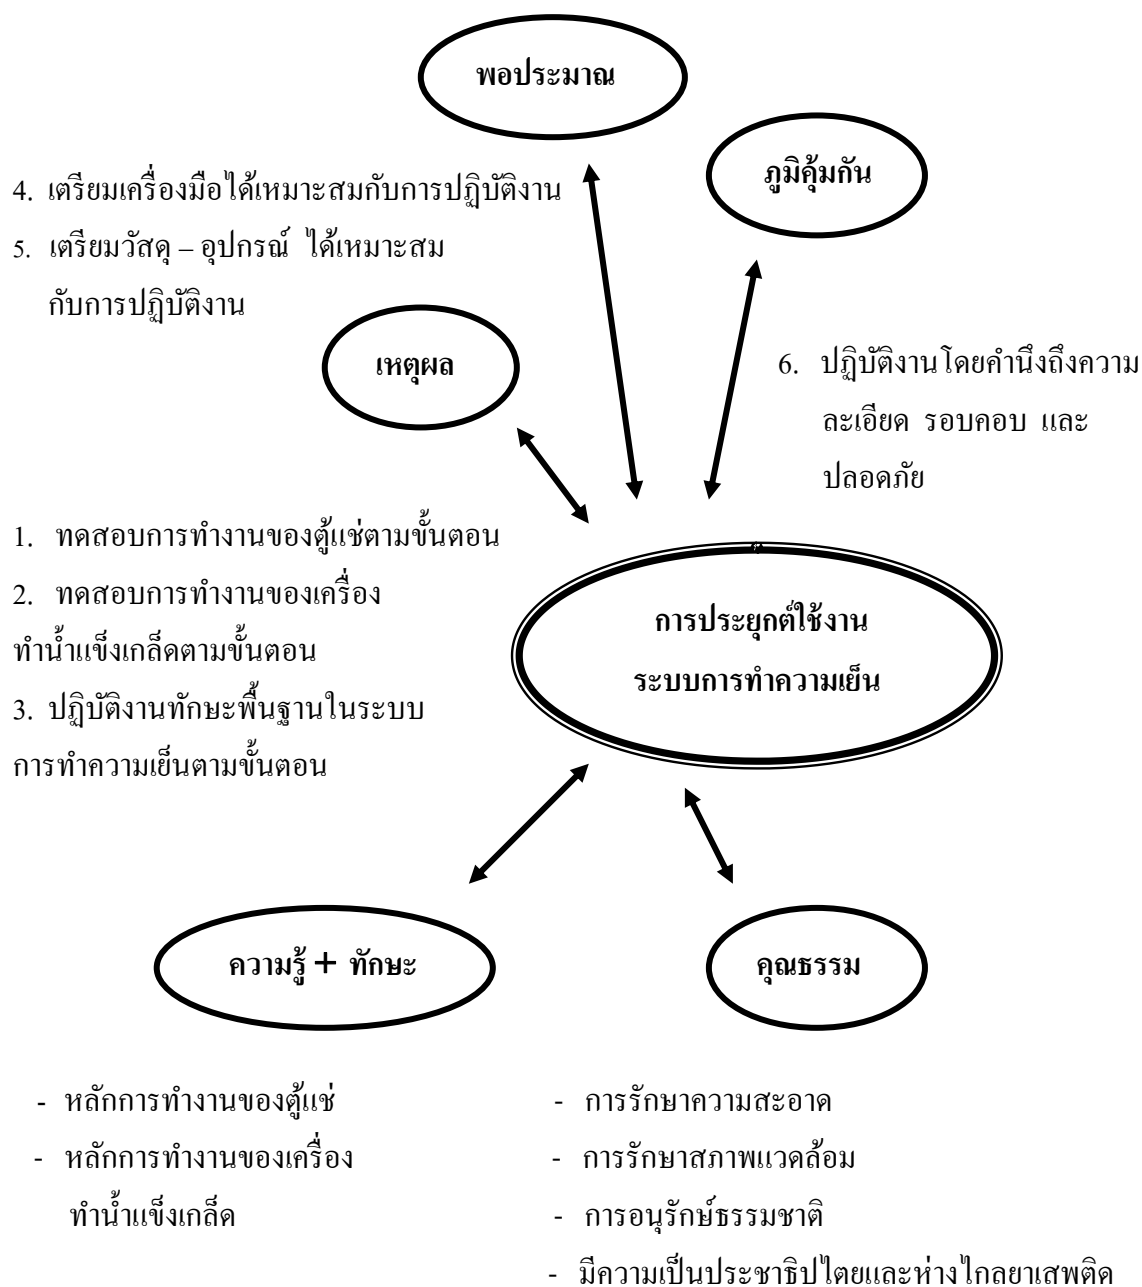 พอประมาณ
ภูมิคุ้มกัน
4. เตรียมเครื่องมือได้เหมาะสมกับการปฏิบัติงาน
5. เตรียมวัสดุ – อุปกรณ์ ได้เหมาะสม
กับการปฏิบัติงาน
เหตุผล
6. ปฏิบัติงานโดยคำนึงถึงความ
ละเอียด รอบคอบ และ
ปลอดภัย
1. ทดสอบการทำงานของตู้แช่ตามขั้นตอน
2. ทดสอบการทำงานของเครื่อง
ทำน้ำแข็งเกล็ดตามขั้นตอน
3. ปฏิบัติงานทักษะพื้นฐานในระบบ
การทำความเย็นตามขั้นตอน
การประยุกต์ใช้งาน
ระบบการทำความเย็น
ความรู้ + ทักษะ
คุณธรรม
- หลักการทำงานของตู้แช่
- หลักการทำงานของเครื่อง
ทำน้ำแข็งเกล็ด
- การรักษาความสะอาด
- การรักษาสภาพแวดล้อม
- การอนุรักษ์ธรรมชาติ
- มีความเป็นประชาธิปไตยและห่างไกลยาเสพติด